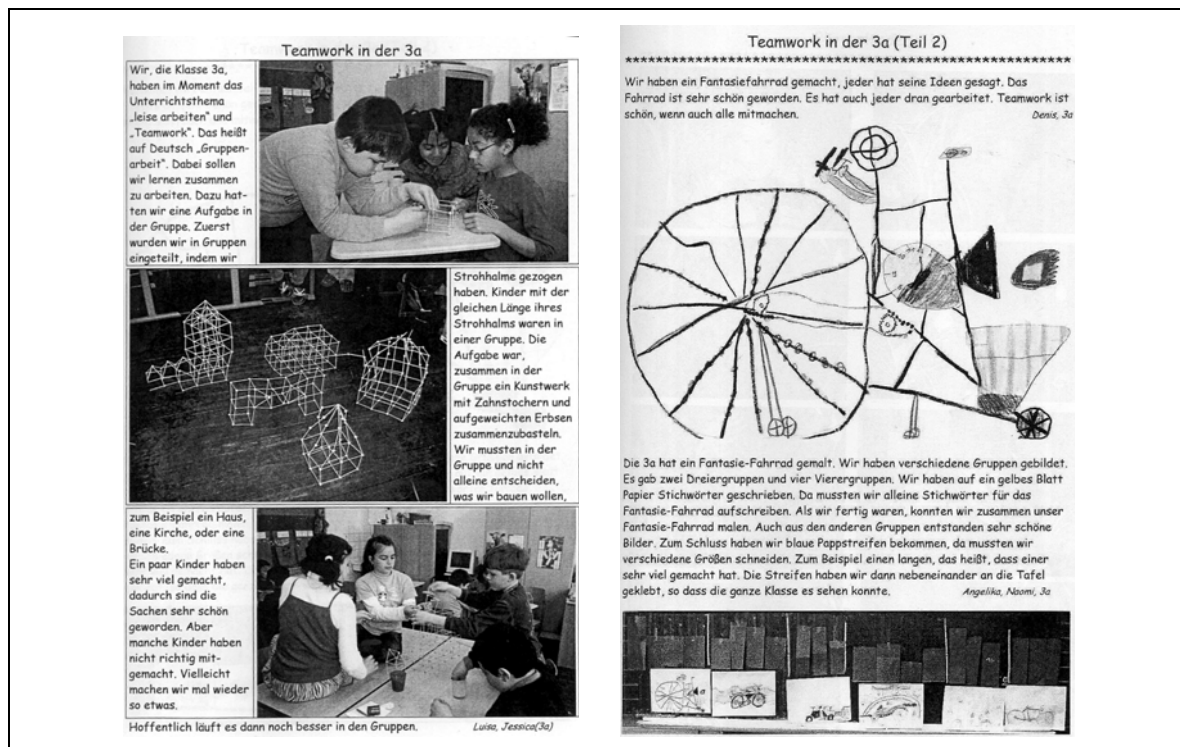 Teamwork in der 3a
Wir, die Klasse 3a,
haben im Moment das
Unterrichtsthema
„leise arbeiten“ und
„Teamwork“. Das heißt
auf Deutsch „Gruppen-
arbeit“. Dabei sollen
wir lernen zusammen
zu arbeiten. Dazu hat-
ten wir eine Aufgabe in
der Gruppe. Zuerst
wurden wir in Gruppen
eingeteilt, indem wir
Strohhalme gezogen
haben. Kinder mit der
gleichen Länge ihres
Strohhalms waren in
einer Gruppe. Die
Aufgabe war,
zusammen in der
Gruppe ein Kunstwerk
mit Zahnstochern und
aufgeweichten Erbsen
zusammenzubasteln.
Wir mussten in der
Gruppe und nicht
alleine entscheiden,
was wir bauen wollen,
zum Beispiel ein Haus,
eine Kirche, oder eine
Brücke.
Ein paar Kinder haben
sehr viel gemacht,
dadurch sind die
Sachen sehr schön
geworden. Aber
manche Kinder haben
nicht richtig mit-
gemacht. Vielleicht
machen wir mal wieder
so etwas.
Hoffentlich läuft es dann noch besser in den Gruppen. Luisa, Jessica(3a)
Teamwork in der 3a (Teil 2)
Wir haben ein Fantasiefahrrad gemacht, jeder hat seine Ideen gesagt. Das
Fahrrad ist sehr schön geworden. Es hat auch jeder dran gearbeitet. Teamwork ist
schön, wenn auch alle mitmachen. Denis, 3a
Die 3a hat ein Fantasie-Fahrrad gemalt. Wir haben verschiedene Gruppen gebildet.
Es gab zwei Dreiergruppen und vier Vierergruppen. Wir haben auf ein gelbes Blatt
Papier Stichwörter geschrieben. Da mussten wir alleine Stichwörter für das
Fantasie-Fahrrad aufschreiben. Als wir fertig waren, konnten wir zusammen unser
Fantasie-Fahrrad malen. Auch aus den anderen Gruppen entstanden sehr schöne
Bilder. Zum Schluss haben wir blaue Pappstreifen bekommen, da mussten wir
verschiedene Größen schneiden. Zum Beispiel einen langen, das heißt, dass einer
sehr viel gemacht hat. Die Streifen haben wir dann nebeneinander an die Tafel
geklebt, so dass die ganze Klasse es sehen konnte. Angelika, Naomi, 3a